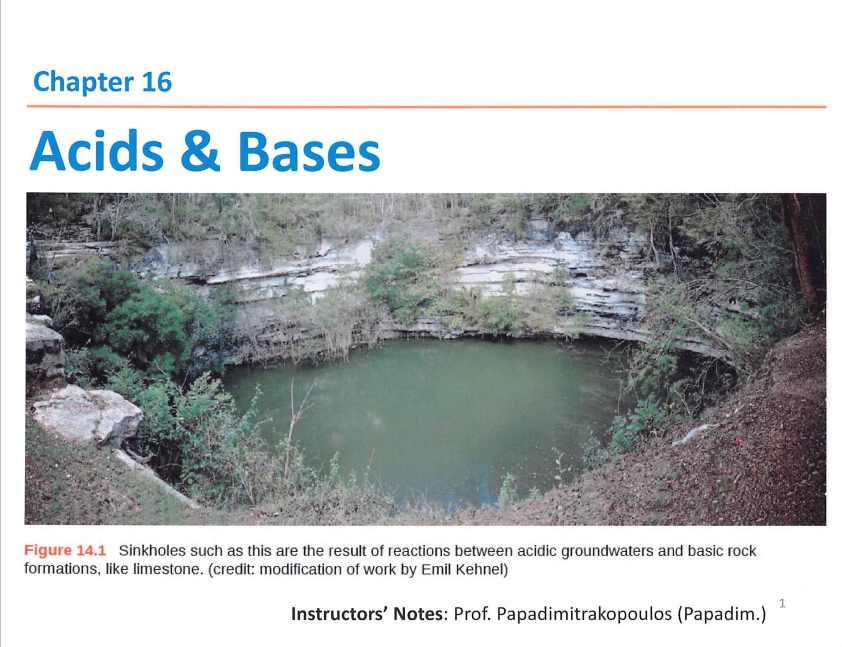 Chapter 16
Acids & Bases
Figure 14.1 Sinkholes such as this are the result of reactions between acidic groundwaters and basic rock
formations, like limestone. (credit: modification of work by Emil Kehnel)
Instructors’ Notes: Prof. Papadimitrakopoulos (Papadim.)
1